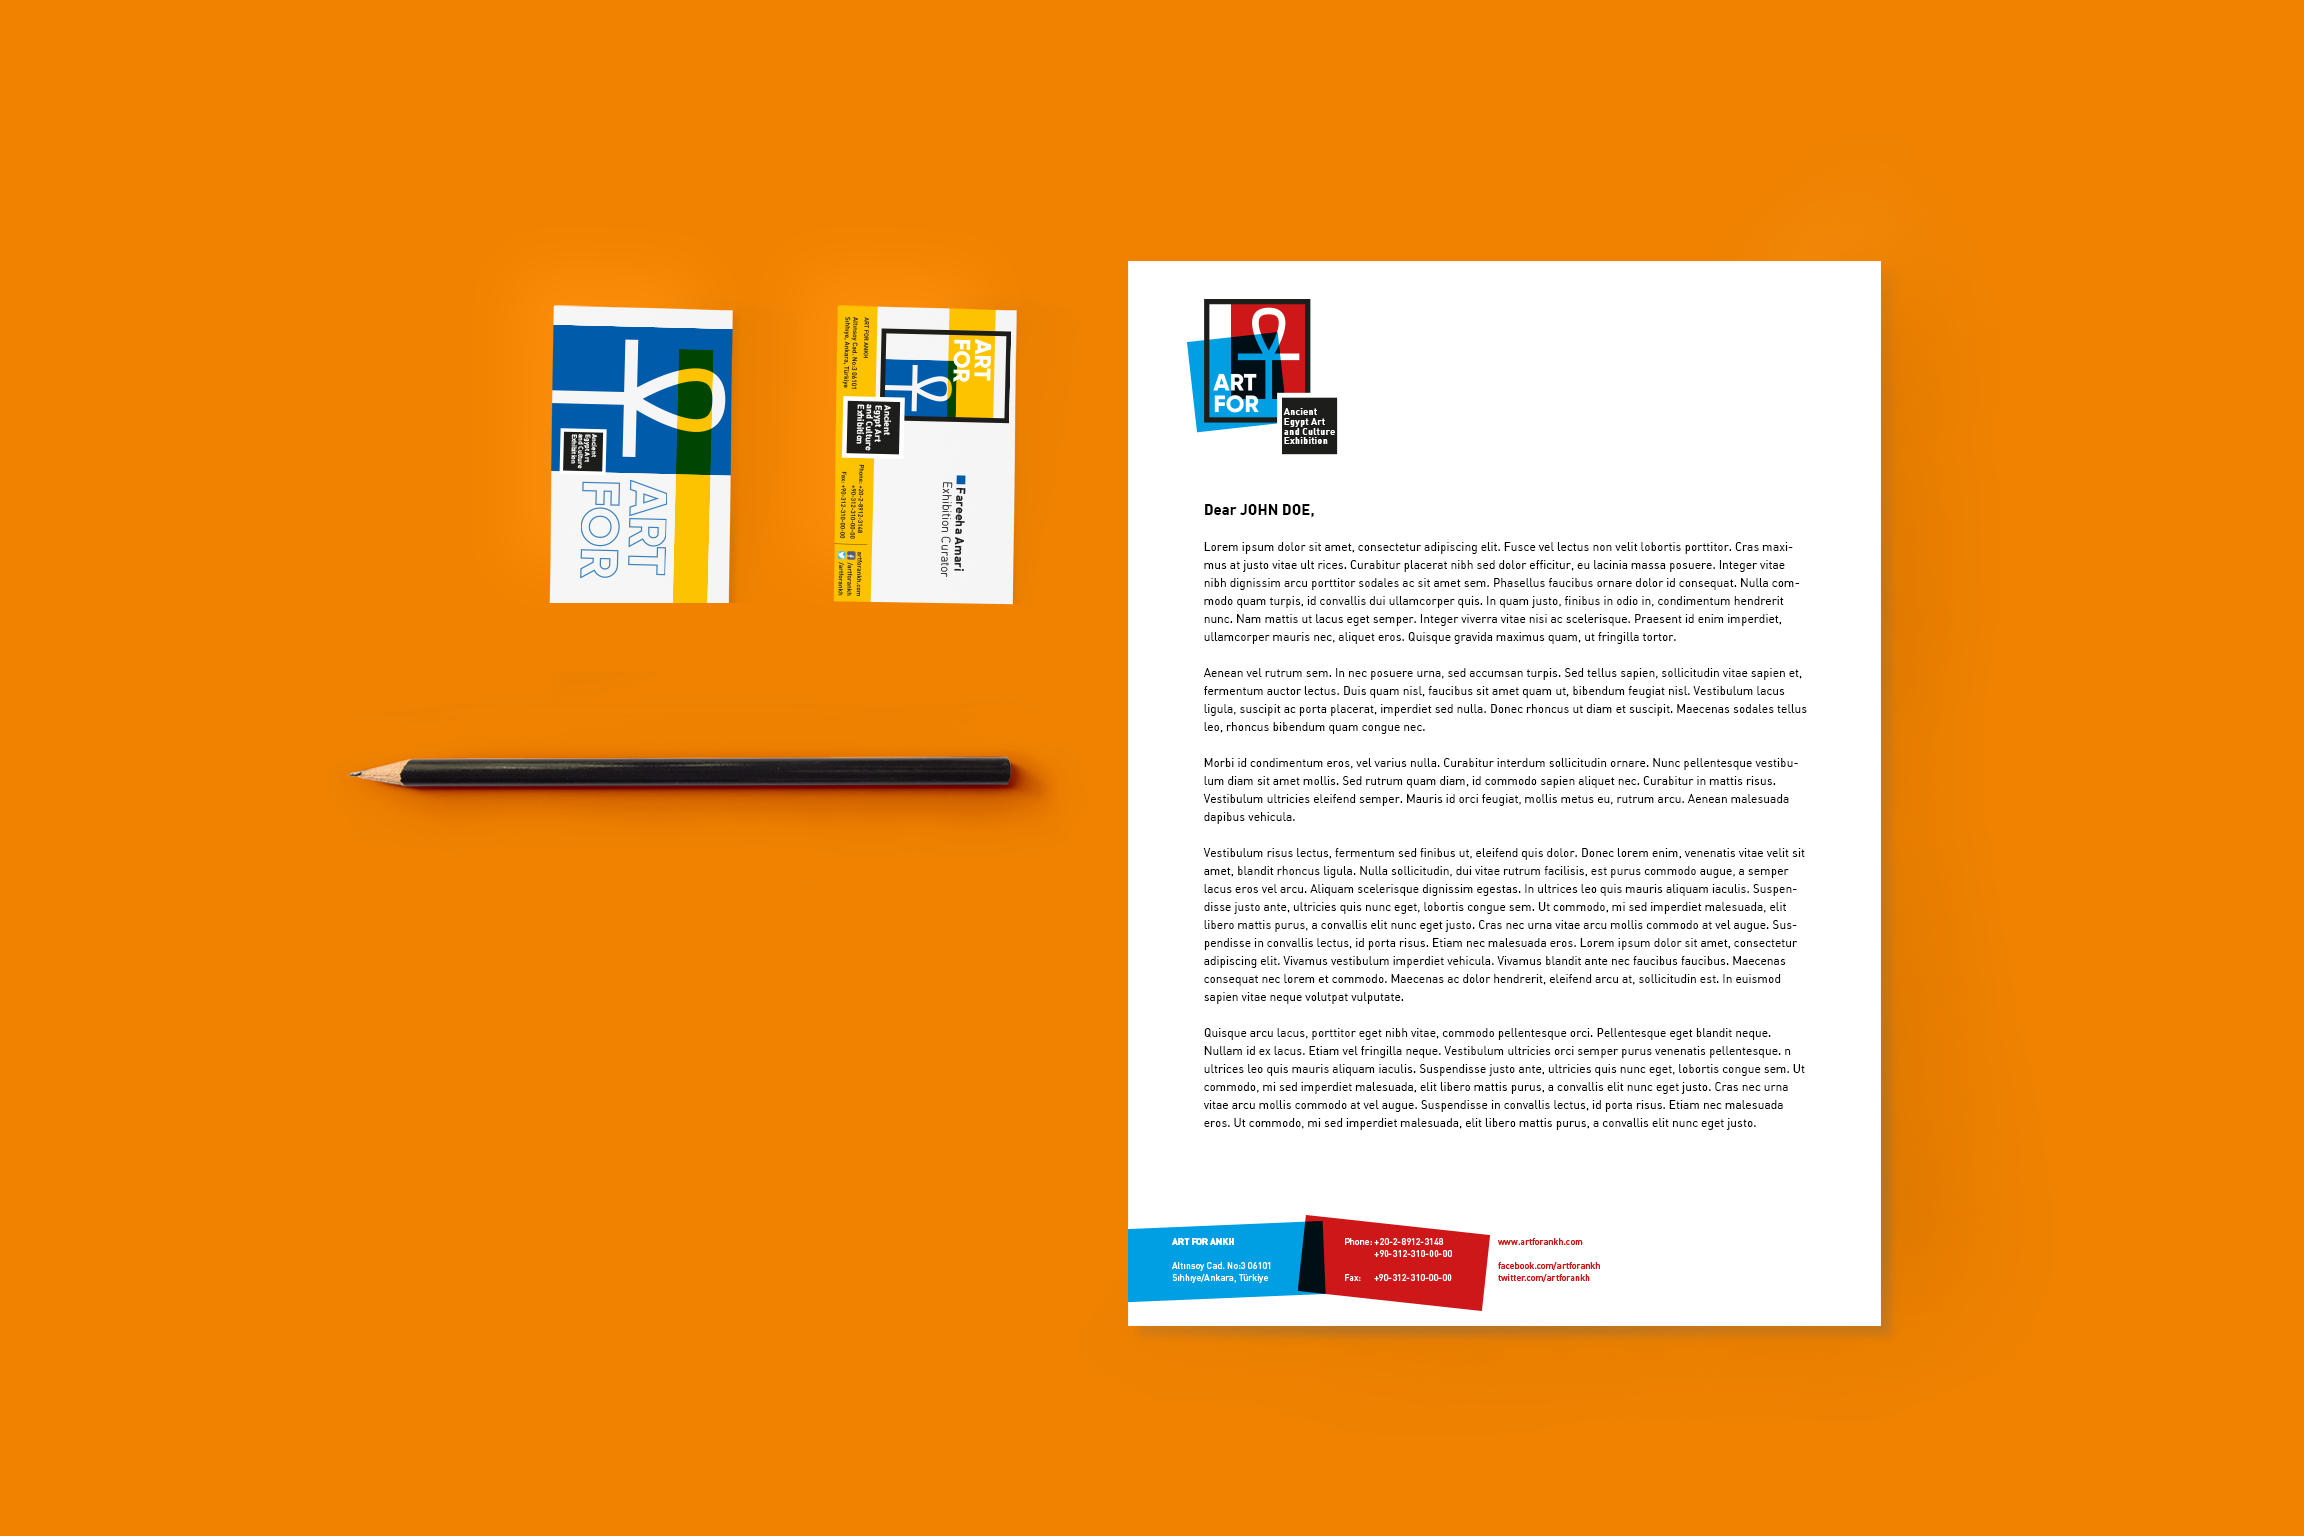 ART
FOR
Ancient
Egypt Art
and Culture
Exhibition
ART
FOR
Ancient
Egypt Art
and Culture
Exhibition
Fareeha Amari
Exhibition Curator
ART FOR ANKH
Altınsoy Cad. No:3 06101
Sıhhıye, Ankara, Türkiye
Phone: +20-2-8912-3148
+90-312-310-00-00
Fax: +90-312-310-00-00
artforankh.com
/artforankh
/artforankh
ART
FOR
Ancient
Egypt Art
and Culture
Exhibition
Dear JOHN DOE,
Lorem ipsum dolor sit amet, consectetur adipiscing elit. Fusce vel lectus non velit lobortis porttitor. Cras maxi-
mus at justo vitae ult rices. Curabitur placerat nibh sed dolor efficitur, eu lacinia massa posuere. Integer vitae
nibh dignissim arcu porttitor sodales ac sit amet sem. Phasellus faucibus ornare dolor id consequat. Nulla com-
modo quam turpis, id convallis dui ullamcorper quis. In quam justo, finibus in odio in, condimentum hendrerit
nunc. Nam mattis ut lacus eget semper. Integer viverra vitae nisi ac scelerisque. Praesent id enim imperdiet,
ullamcorper mauris nec, aliquet eros. Quisque gravida maximus quam, ut fringilla tortor.
Aenean vel rutrum sem. In nec posuere urna, sed accumsan turpis. Sed tellus sapien, sollicitudin vitae sapien et,
fermentum auctor lectus. Duis quam nisl, faucibus sit amet quam ut, bibendum feugiat nisl. Vestibulum lacus
ligula, suscipit ac porta placerat, imperdiet sed nulla. Donec rhoncus ut diam et suscipit. Maecenas sodales tellus
leo, rhoncus bibendum quam congue nec.
Morbi id condimentum eros, vel varius nulla. Curabitur interdum sollicitudin ornare. Nunc pellentesque vestibu-
lum diam sit amet mollis. Sed rutrum quam diam, id commodo sapien aliquet nec. Curabitur in mattis risus.
Vestibulum ultricies eleifend semper. Mauris id orci feugiat, mollis metus eu, rutrum arcu. Aenean malesuada
dapibus vehicula.
Vestibulum risus lectus, fermentum sed finibus ut, eleifend quis dolor. Donec lorem enim, venenatis vitae velit sit
amet, blandit rhoncus ligula. Nulla sollicitudin, dui vitae rutrum facilisis, est purus commodo augue, a semper
lacus eros vel arcu. Aliquam scelerisque dignissim egestas. In ultrices leo quis mauris aliquam iaculis. Suspen-
disse justo ante, ultricies quis nunc eget, lobortis congue sem. Ut commodo, mi sed imperdiet malesuada, elit
libero mattis purus, a convallis elit nunc eget justo. Cras nec urna vitae arcu mollis commodo at vel augue. Sus-
pendisse in convallis lectus, id porta risus. Etiam nec malesuada eros. Lorem ipsum dolor sit amet, consectetur
adipiscing elit. Vivamus vestibulum imperdiet vehicula. Vivamus blandit ante nec faucibus faucibus. Maecenas
consequat nec lorem et commodo. Maecenas ac dolor hendrerit, eleifend arcu at, sollicitudin est. In euismod
sapien vitae neque volutpat vulputate.
Quisque arcu lacus, porttitor eget nibh vitae, commodo pellentesque orci. Pellentesque eget blandit neque.
Nullam id ex lacus. Etiam vel fringilla neque. Vestibulum ultricies orci semper purus venenatis pellentesque. n
ultrices leo quis mauris aliquam iaculis. Suspendisse justo ante, ultricies quis nunc eget, lobortis congue sem. Ut
commodo, mi sed imperdiet malesuada, elit libero mattis purus, a convallis elit nunc eget justo. Cras nec urna
vitae arcu mollis commodo at vel augue. Suspendisse in convallis lectus, id porta risus. Etiam nec malesuada
eros. Ut commodo, mi sed imperdiet malesuada, elit libero mattis purus, a convallis elit nunc eget justo.
ART FOR ANKH
Altınsoy Cad. No:3 06101
Sıhhıye/Ankara, Türkiye
Phone: +20-2-8912-3148
+90-312-310-00-00
Fax: +90-312-310-00-00
www.artforankh.com
facebook.com/artforankh
twitter.com/artforankh